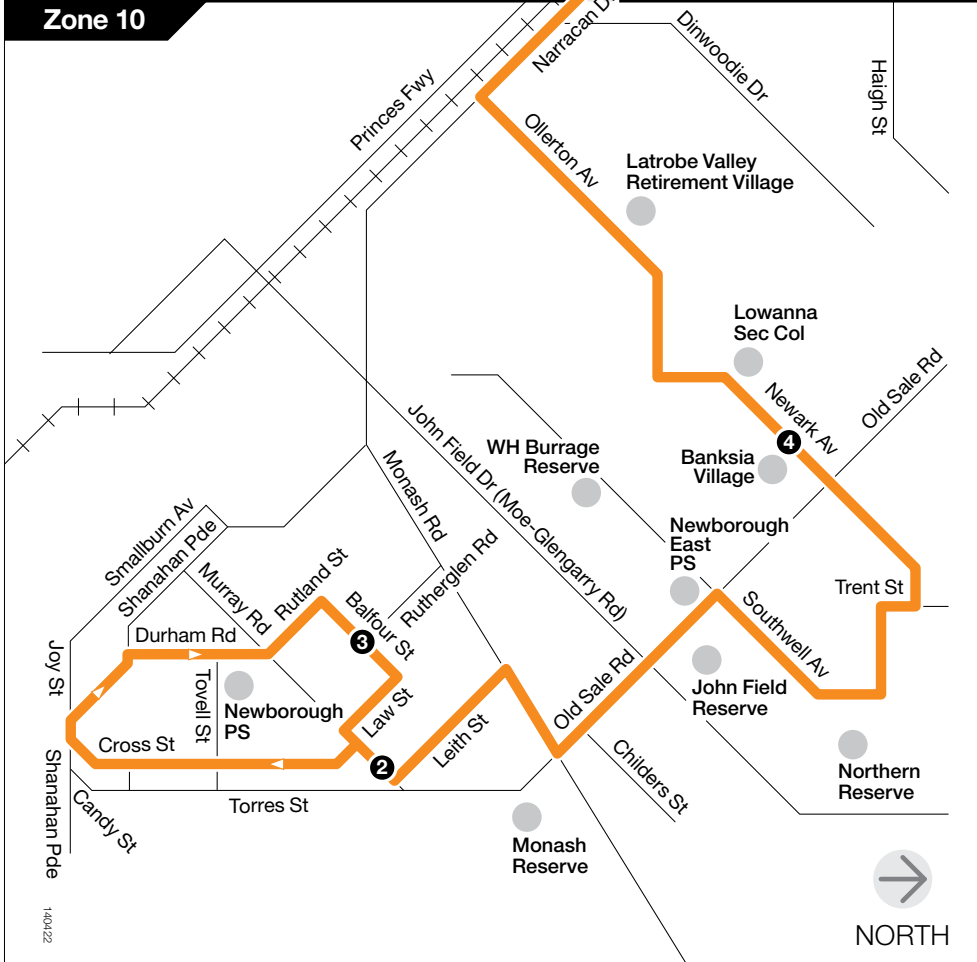 Zone 10
Narracan D
Dinwoodie Dr
Haigh St
Princes Fwy
Ollerton Av
Latrobe Valley
Retirement Village
Lowanna
Sec Col
Old Sale Rd
Newark Av
4
Banksia
Village
John Field Dr (Moe-Glengarry Rd)
WH Burrage
Reserve
Monash Rd
Newborough
East
PS
Smallburn Av
Shanahan Pde
Murray Rd
Rutland St
Rutherglen Rd
Balfour St
3
Trent St
Southwell Av
Durham Rd
Joy St
Tovell St
Newborough
PS
Law St
Leith St
Old Sale Rd
John Field
Reserve
Cross St
2
Childers St
Northern
Reserve
Shanahan Pde
Candy St
Torres St
Monash
Reserve
140422
NORTH